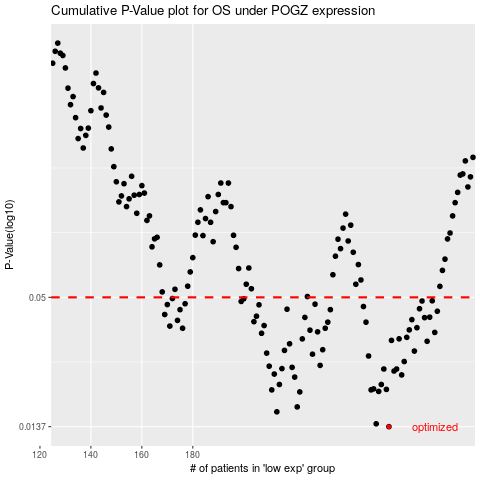 Cumulative P-Value plot for OS under POGZ expression
P-Value(log10)
0.05
0.0137
optimized
120 140 160 180
# of patients in 'low exp' group